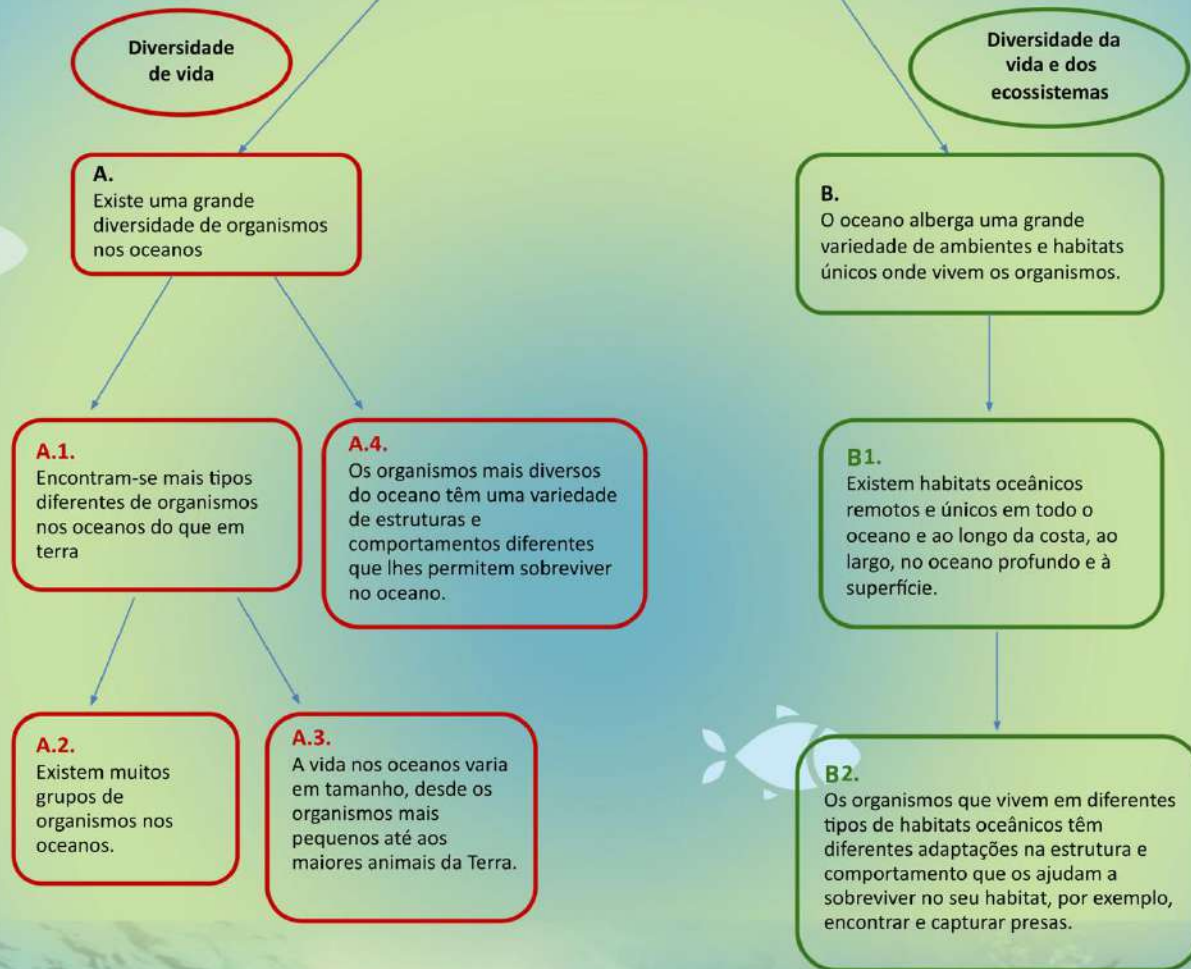 Diversidade
de vida
Diversidade da
vida e dos
ecossistemas
A.
Existe uma grande
diversidade de organismos
nos oceanos
B.
O oceano alberga uma grande
variedade de ambientes e habitats
únicos onde vivem os organismos.
A.1.
Encontram-se mais tipos
diferentes de organismos
nos oceanos do que em
terra
A.4.
Os organismos mais diversos
do oceano têm uma variedade
de estruturas e
comportamentos diferentes
que lhes permitem sobreviver
no oceano.
B1.
Existem habitats oceânicos
remotos e únicos em todo o
oceano e ao longo da costa, ao
largo, no oceano profundo e à
superfície.
A.2.
Existem muitos
grupos de
organismos nos
oceanos.
A.3.
A vida nos oceanos varia
em tamanho, desde os
organismos mais
pequenos até aos
maiores animais da Terra.
B2.
Os organismos que vivem em diferentes
tipos de habitats oceânicos têm
diferentes adaptações na estrutura e
comportamento que os ajudam a
sobreviver no seu habitat, por exemplo,
encontrar e capturar presas.